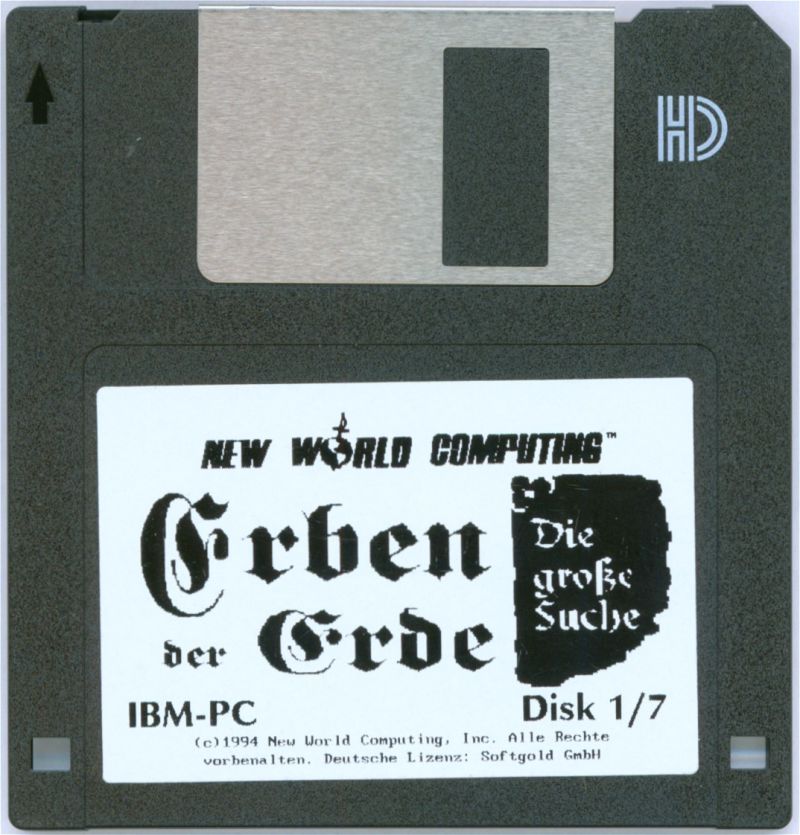 HD
NEW WORLD COMPUTING™
Erben
der Erde
Die
große
Suche
IBM-PC
Disk 1/7
(c)1994 New World Computing, Inc. Alle Rechte
vorbenalten. Deutsche Lizenz: Softgold GmbH